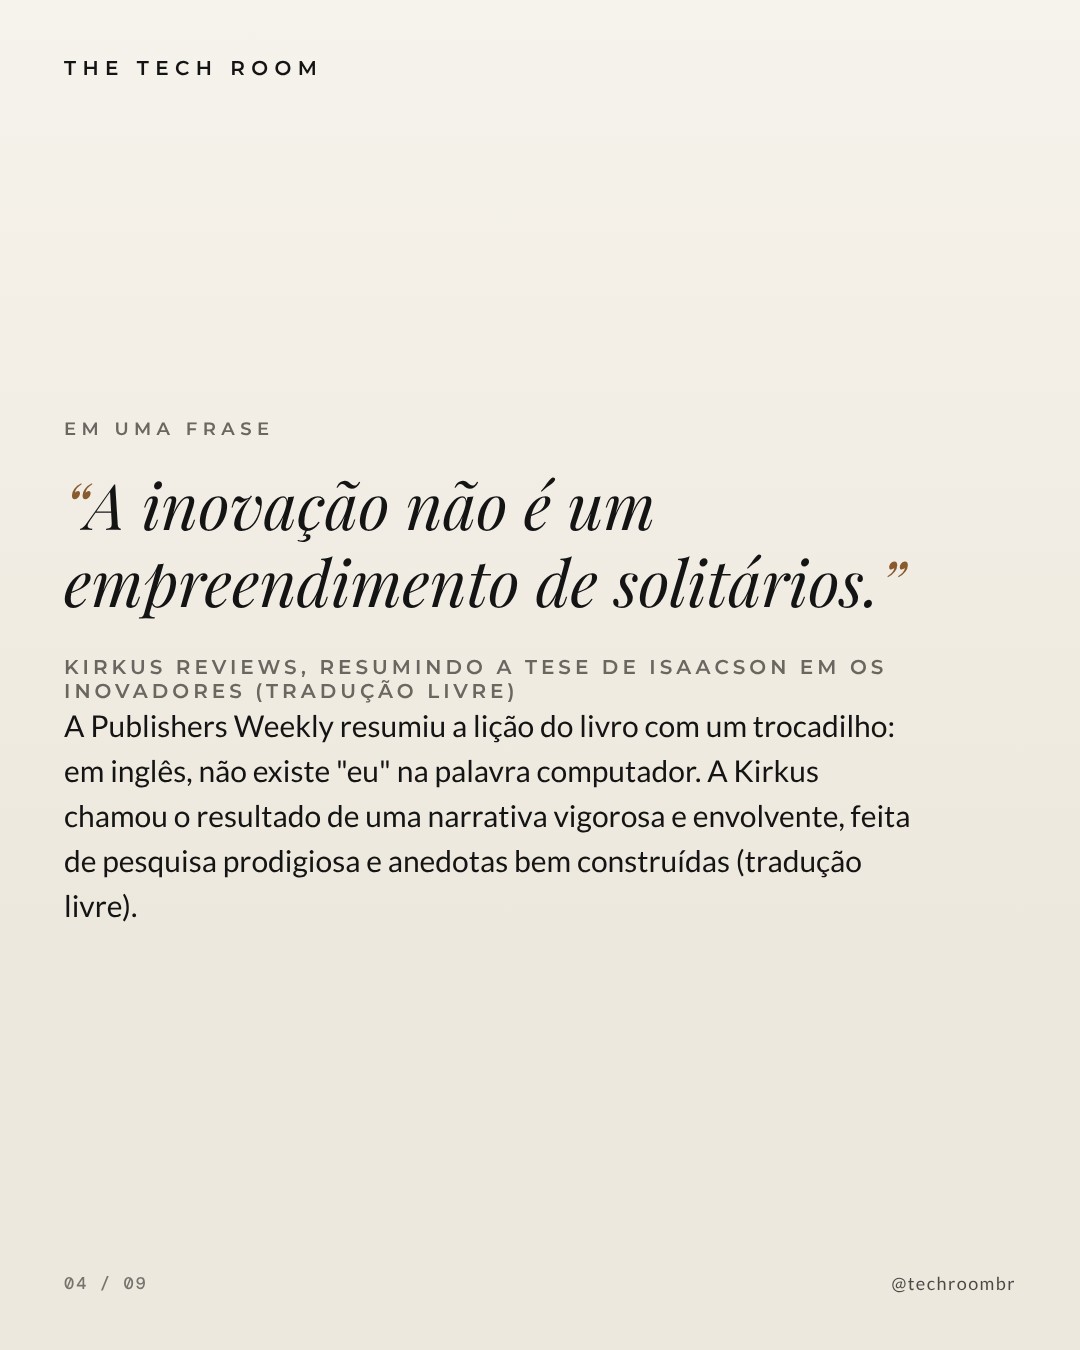 THE TECH ROOM
EM UMA FRASE
“A inovação não é um
empreendimento de solitários.”
KIRKUS REVIEWS, RESUMINDO A TESE DE ISAACSON EM OS
INOVADORES (TRADUÇÃO LIVRE)
A Publishers Weekly resumiu a lição do livro com um trocadilho:
em inglês, não existe "eu" na palavra computador. A Kirkus
chamou o resultado de uma narrativa vigorosa e envolvente, feita
de pesquisa prodigiosa e anedotas bem construídas (tradução
livre).
04 / 09
@techroombr